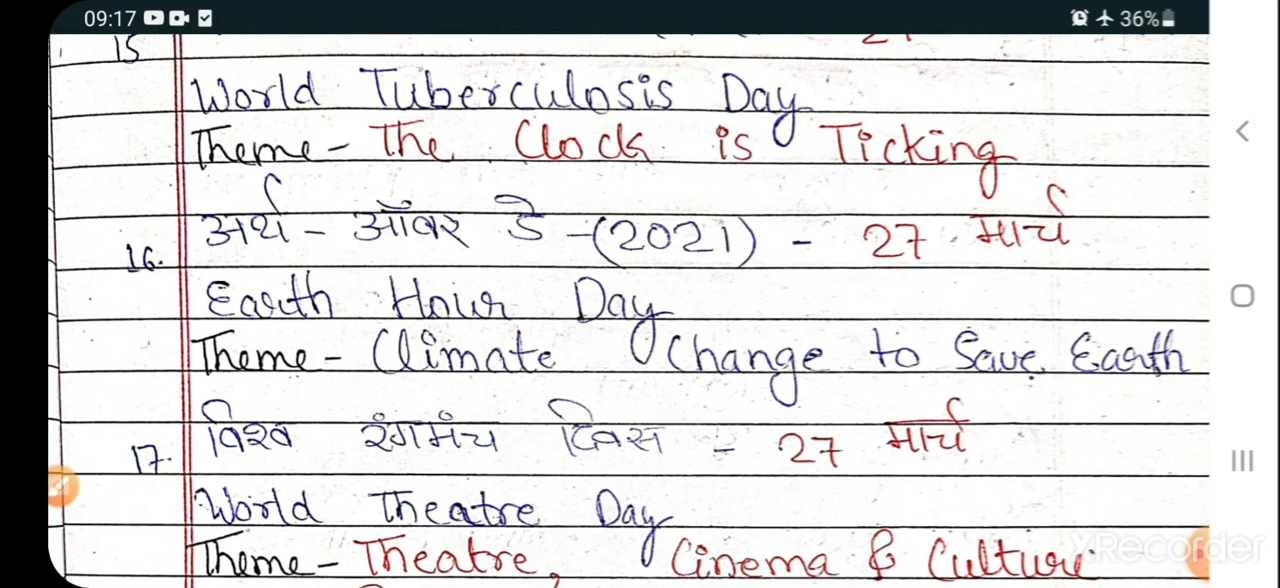 09:17 36%
15
World Tuberculosis Day
Theme - The Clock is Ticking
16. अर्थ - ऑवर डे - (2021) - 27 मार्च
Earth Hour Day
Theme - Climate Change to Save Earth
17. विश्व रंगमंच दिवस - 27 मार्च
World Theatre Day
Theme - Theatre, Cinema & Culture
XRecorder